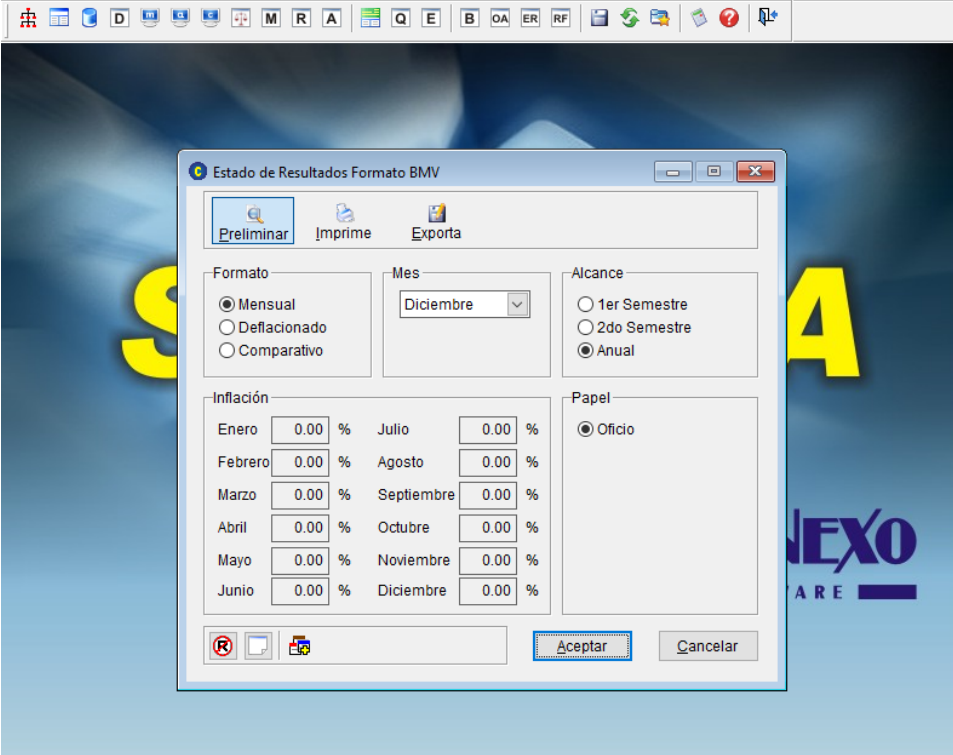 D m a c M R A Q E B OA ER RF ?
C Estado de Resultados Formato BMV
Preliminar Imprime Exporta
Formato Mes Alcance
Mensual Diciembre 1er Semestre
Deflacionado 2do Semestre
Comparativo Anual
S A
Inflación Papel
Enero 0.00 % Julio 0.00 % Oficio
Febrero 0.00 % Agosto 0.00 %
Marzo 0.00 % Septiembre 0.00 %
Abril 0.00 % Octubre 0.00 %
NEXO
Mayo 0.00 % Noviembre 0.00 %
Junio 0.00 % Diciembre 0.00 %
WARE
R Aceptar Cancelar